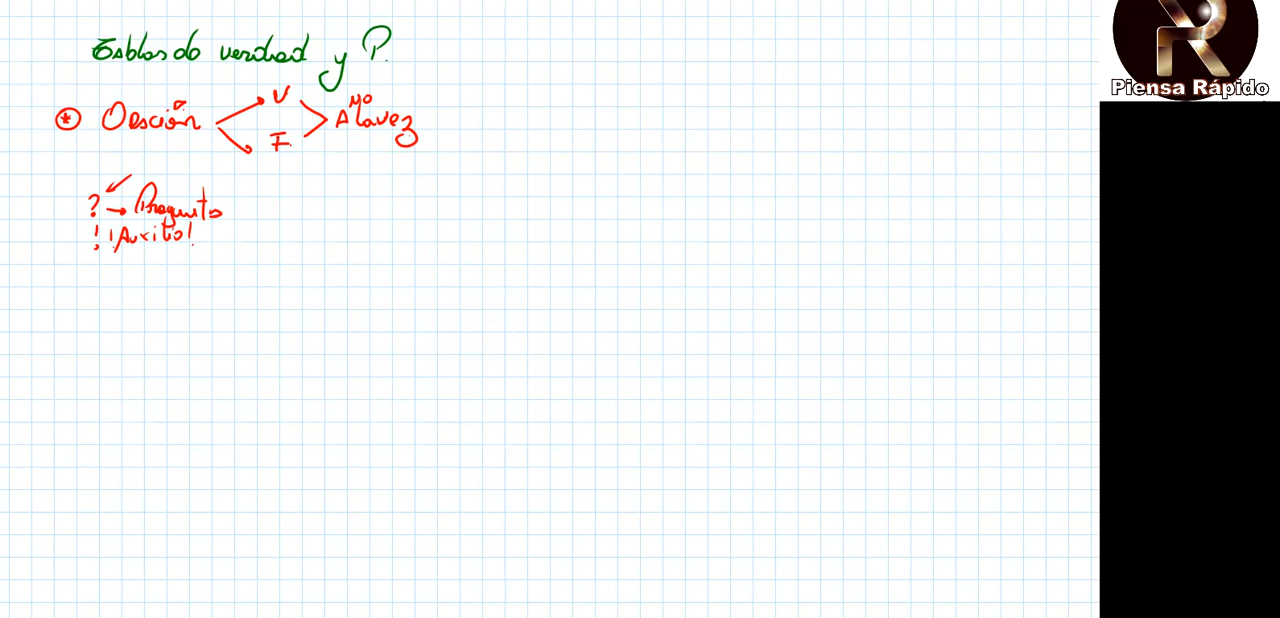 Tablas de verdad y P.
* Oración V F. No A la vez
? → Pregunta
! ¡Auxilio!
Piensa Rápido